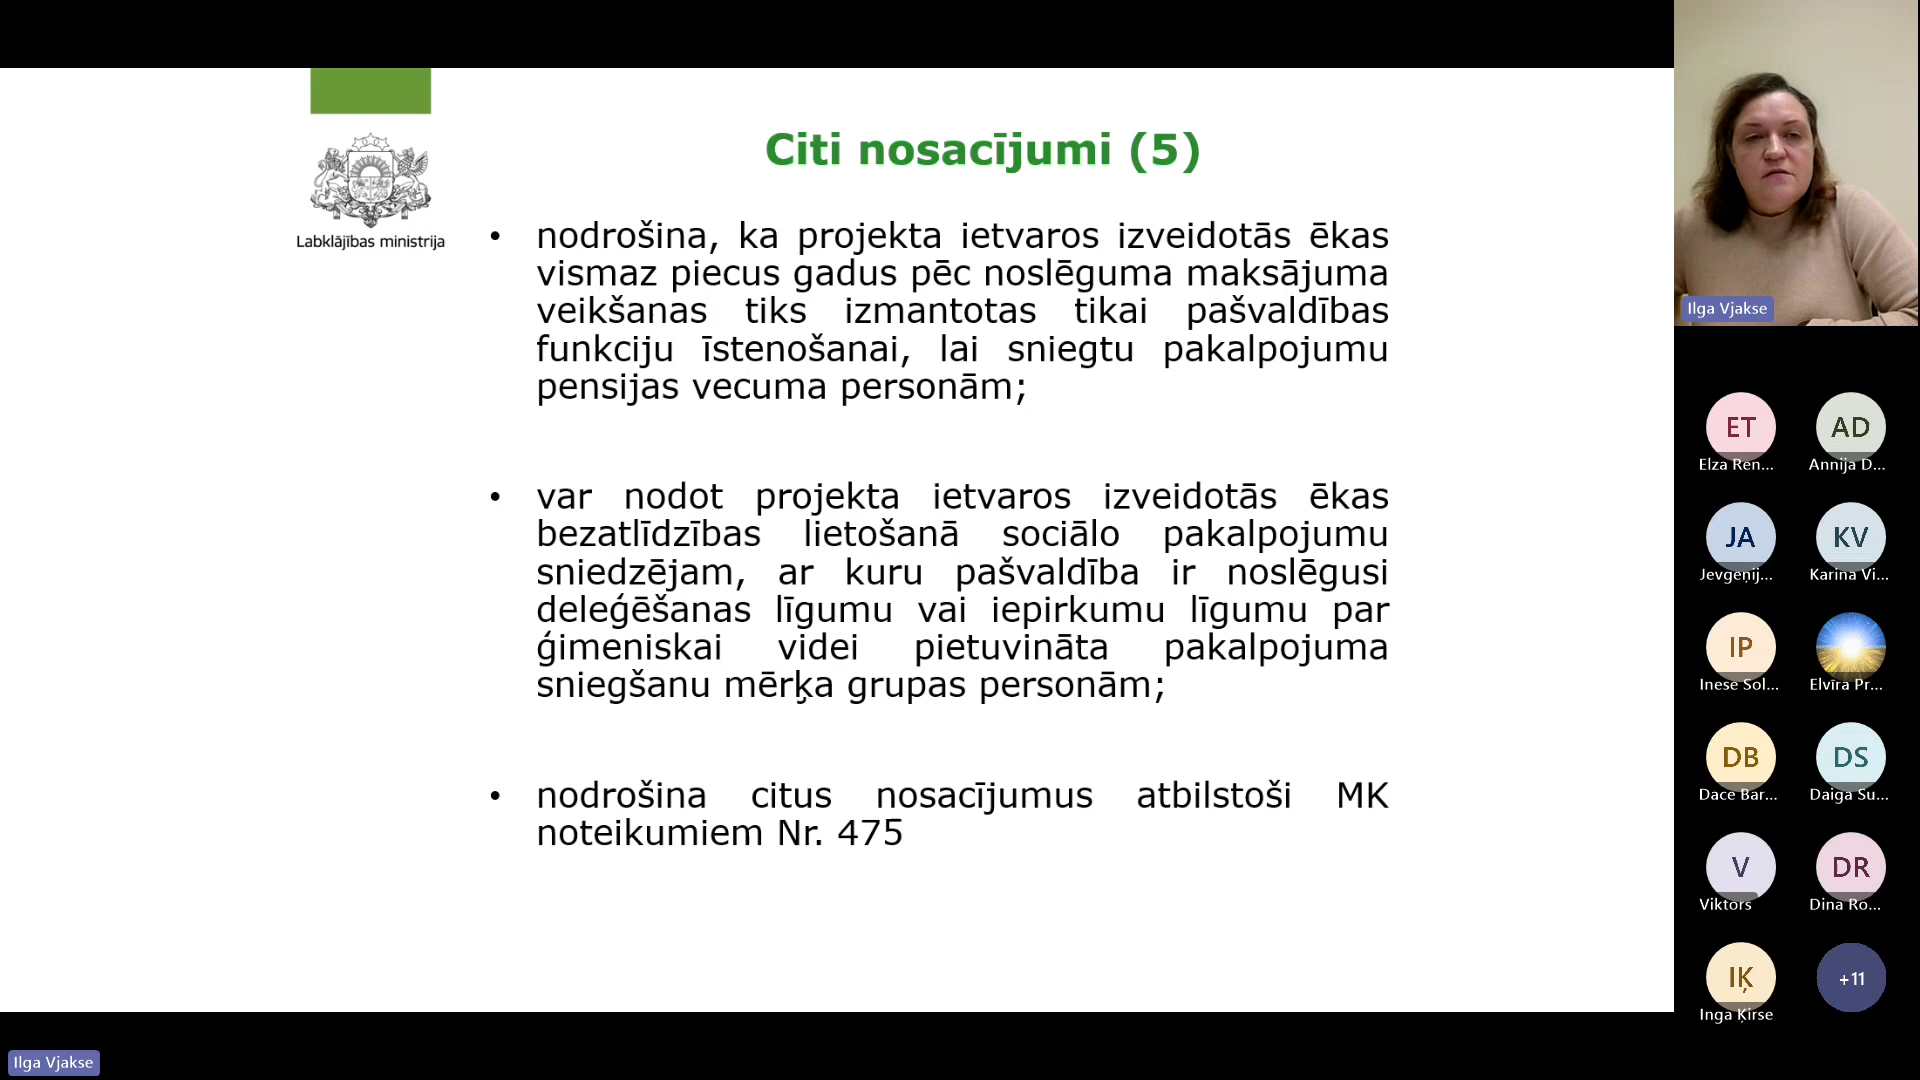 Labklājības ministrija
Citi nosacījumi (5)
• nodrošina, ka projekta ietvaros izveidotās ēkas
vismaz piecus gadus pēc noslēguma maksājuma
veikšanas tiks izmantotas tikai pašvaldības
funkciju īstenošanai, lai sniegtu pakalpojumu
pensijas vecuma personām;
• var nodot projekta ietvaros izveidotās ēkas
bezatlīdzības lietošanā sociālo pakalpojumu
sniedzējam, ar kuru pašvaldība ir noslēgusi
deleģēšanas līgumu vai iepirkumu līgumu par
ģimeniskai videi pietuvināta pakalpojuma
sniegšanu mērķa grupas personām;
• nodrošina citus nosacījumus atbilstoši MK
noteikumiem Nr. 475
Ilga Vjakse
ET AD
Elza Ren... Annija D...
JA KV
Jevgeņij... Karina Vi...
IP
Inese Sol... Elvīra Pr...
DB DS
Dace Bar... Daiga Su...
V DR
Viktors Dina Ro...
IĶ +11
Inga Ķirse
Ilga Vjakse